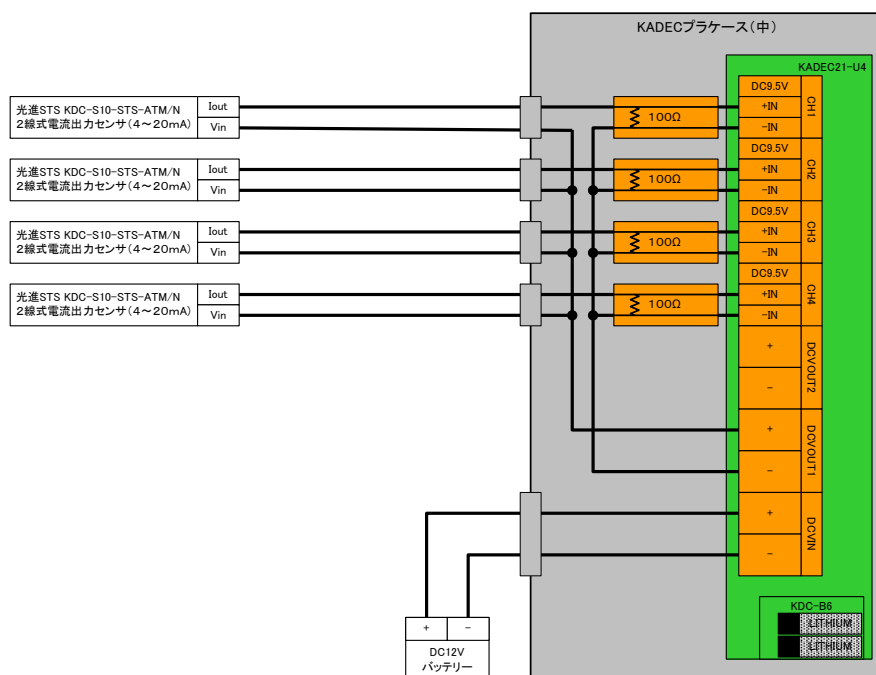 KADECプラケース(中)
KADEC21-U4
光進STS KDC-S10-STS-ATM/N
2線式電流出力センサ(4～20mA)
Iout
Vin
100Ω
DC9.5V
+IN
-IN
CH1
光進STS KDC-S10-STS-ATM/N
2線式電流出力センサ(4～20mA)
Iout
Vin
100Ω
DC9.5V
+IN
-IN
CH2
光進STS KDC-S10-STS-ATM/N
2線式電流出力センサ(4～20mA)
Iout
Vin
100Ω
DC9.5V
+IN
-IN
CH3
光進STS KDC-S10-STS-ATM/N
2線式電流出力センサ(4～20mA)
Iout
Vin
100Ω
DC9.5V
+IN
-IN
CH4
+
-
DCVOUT2
+
-
DCVOUT1
+
-
DCVIN
KDC-B6
LITHIUM
LITHIUM
+
-
DC12V
バッテリー